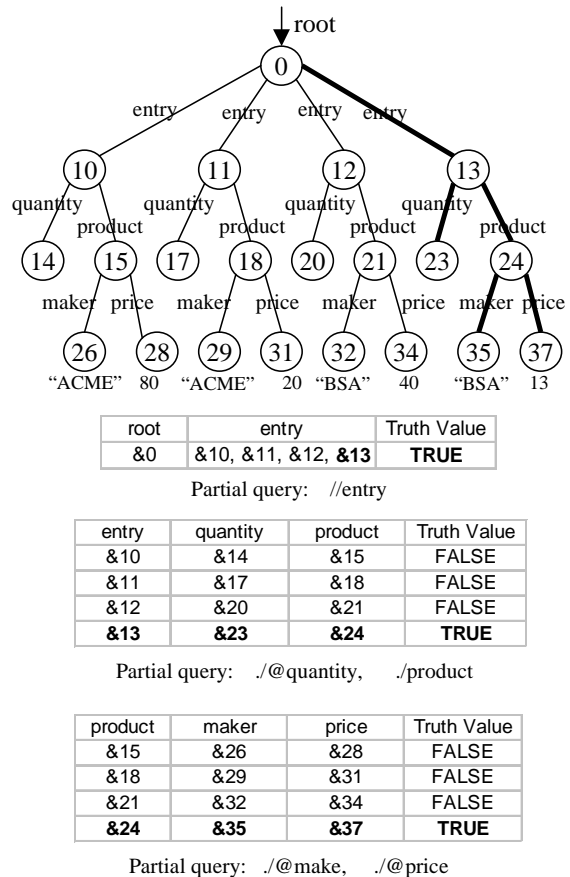 root
0
entry entry entry entry
10 11 12 13
quantity quantity quantity quantity
product product product product
14 15 17 18 20 21 23 24
maker price maker price maker price maker price
26 28 29 31 32 34 35 37
“ACME” 80 “ACME” 20 “BSA” 40 “BSA” 13
root entry Truth Value
&0 &10, &11, &12, &13 TRUE
Partial query: //entry
entry quantity product Truth Value
&10 &14 &15 FALSE
&11 &17 &18 FALSE
&12 &20 &21 FALSE
&13 &23 &24 TRUE
Partial query: ./@quantity, ./product
product maker price Truth Value
&15 &26 &28 FALSE
&18 &29 &31 FALSE
&21 &32 &34 FALSE
&24 &35 &37 TRUE
Partial query: ./@make, ./@price